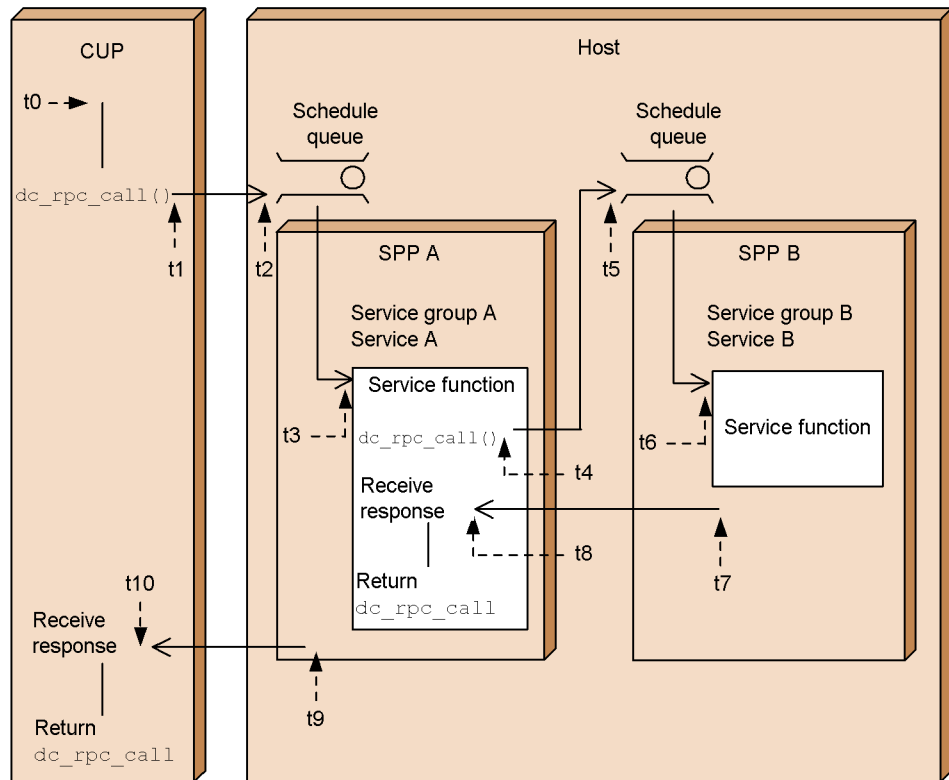 CUP
t0
dc_rpc_call()
t1
Host
Schedule
queue
t2
Schedule
queue
t5
SPP A
Service group A
Service A
Service function
t3
dc_rpc_call()
t4
Receive
response
t8
Return
dc_rpc_call
t9
SPP B
Service group B
Service B
t6
Service function
t7
t10
Receive
response
Return
dc_rpc_call